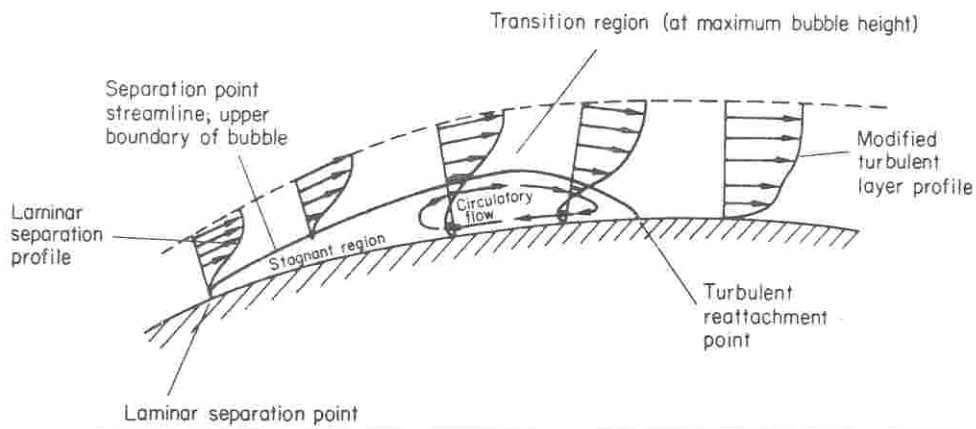 Transition region (at maximum bubble height)
Separation point
streamline; upper
boundary of bubble
Modified
turbulent
layer profile
Laminar
separation
profile
Circulatory
flow
Stagnant region
Turbulent
reattachment
point
Laminar separation point